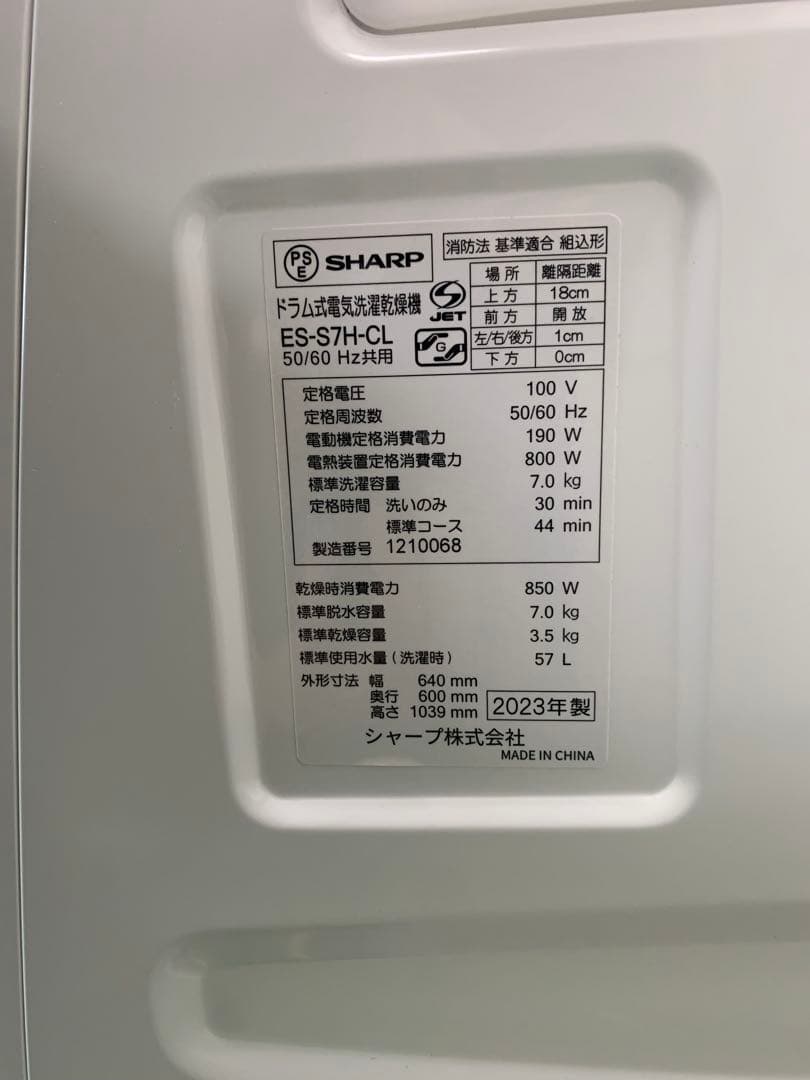 PSE SHARP
消防法 基準適合 組込形
場所 離隔距離
上方 18cm
前方 開放
左/右/後方 1cm
下方 0cm
ドラム式電気洗濯乾燥機
S JET
ES-S7H-CL
G
50/60 Hz共用
定格電圧 100 V
定格周波数 50/60 Hz
電動機定格消費電力 190 W
電熱装置定格消費電力 800 W
標準洗濯容量 7.0 kg
定格時間 洗いのみ 30 min
標準コース 44 min
製造番号 1210068
乾燥時消費電力 850 W
標準脱水容量 7.0 kg
標準乾燥容量 3.5 kg
標準使用水量(洗濯時) 57 L
外形寸法 幅 640 mm
奥行 600 mm
高さ 1039 mm
2023年製
シャープ株式会社
MADE IN CHINA